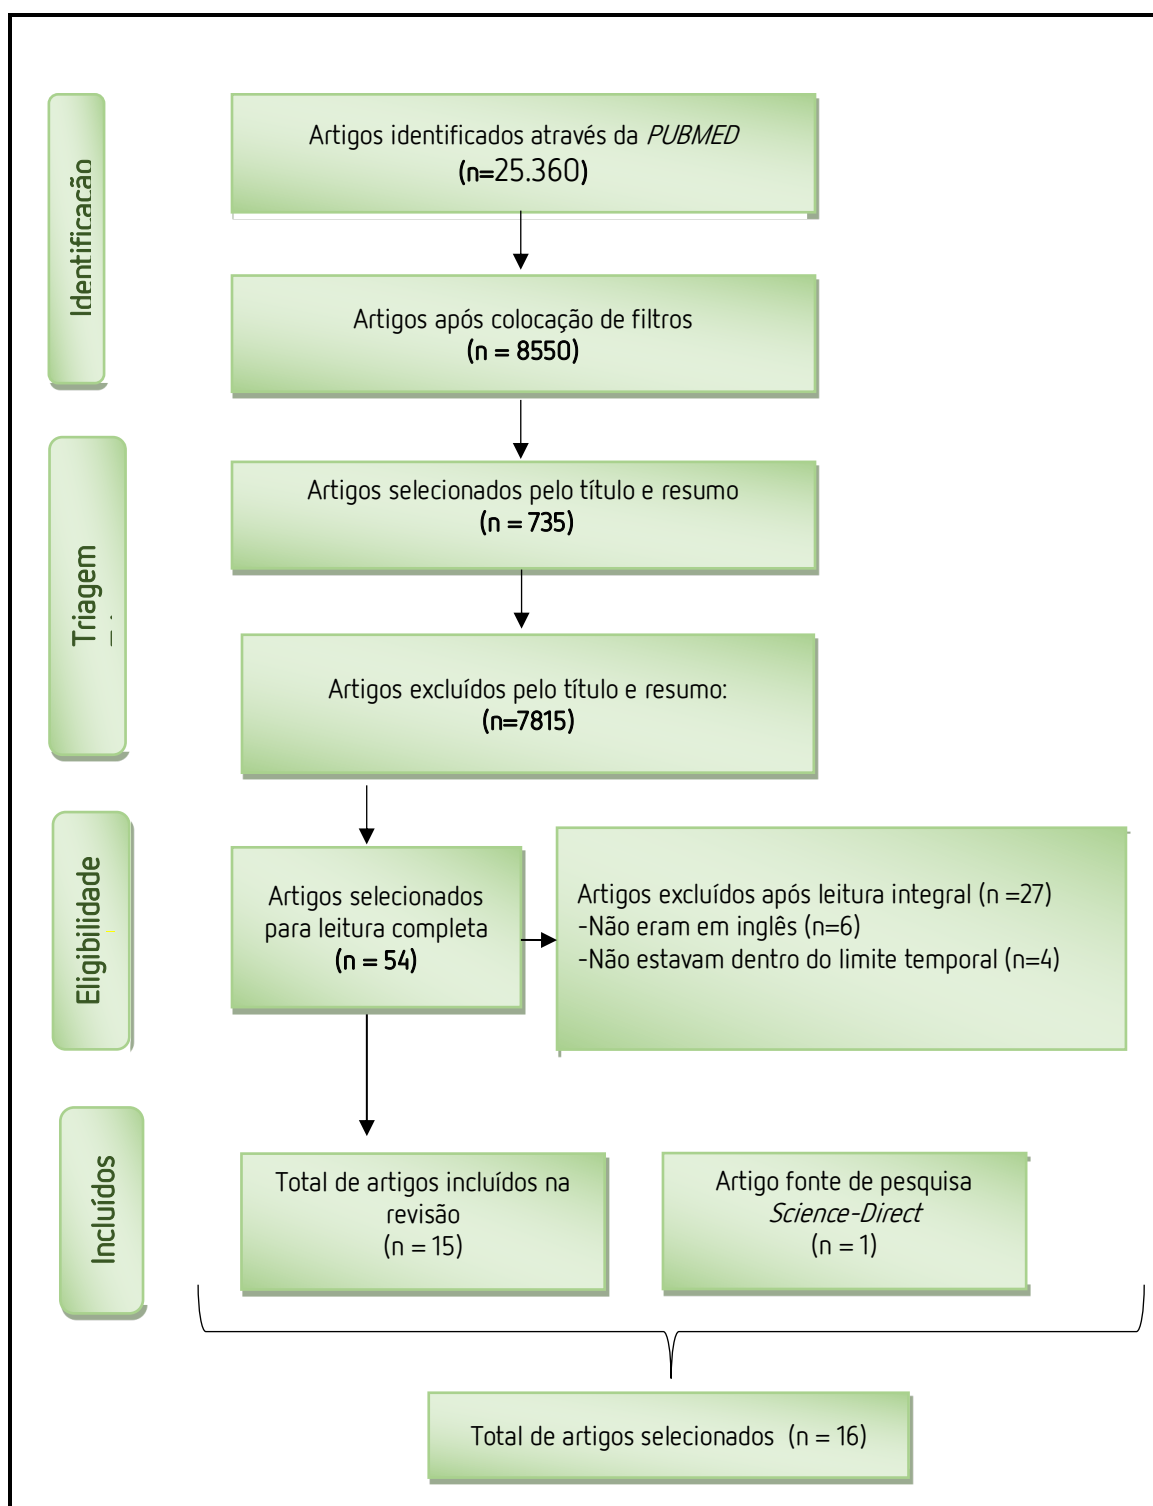 Identificação
Artigos identificados através da PUBMED
(n=25.360)
Artigos após colocação de filtros
(n = 8550)
Triagem
Artigos selecionados pelo título e resumo
(n = 735)
Artigos excluídos pelo título e resumo:
(n=7815)
Eligibilidade
Artigos selecionados
para leitura completa
(n = 54)
Artigos excluídos após leitura integral (n =27)
-Não eram em inglês (n=6)
-Não estavam dentro do limite temporal (n=4)
Incluídos
Total de artigos incluídos na
revisão
(n = 15)
Artigo fonte de pesquisa
Science-Direct
(n = 1)
Total de artigos selecionados (n = 16)